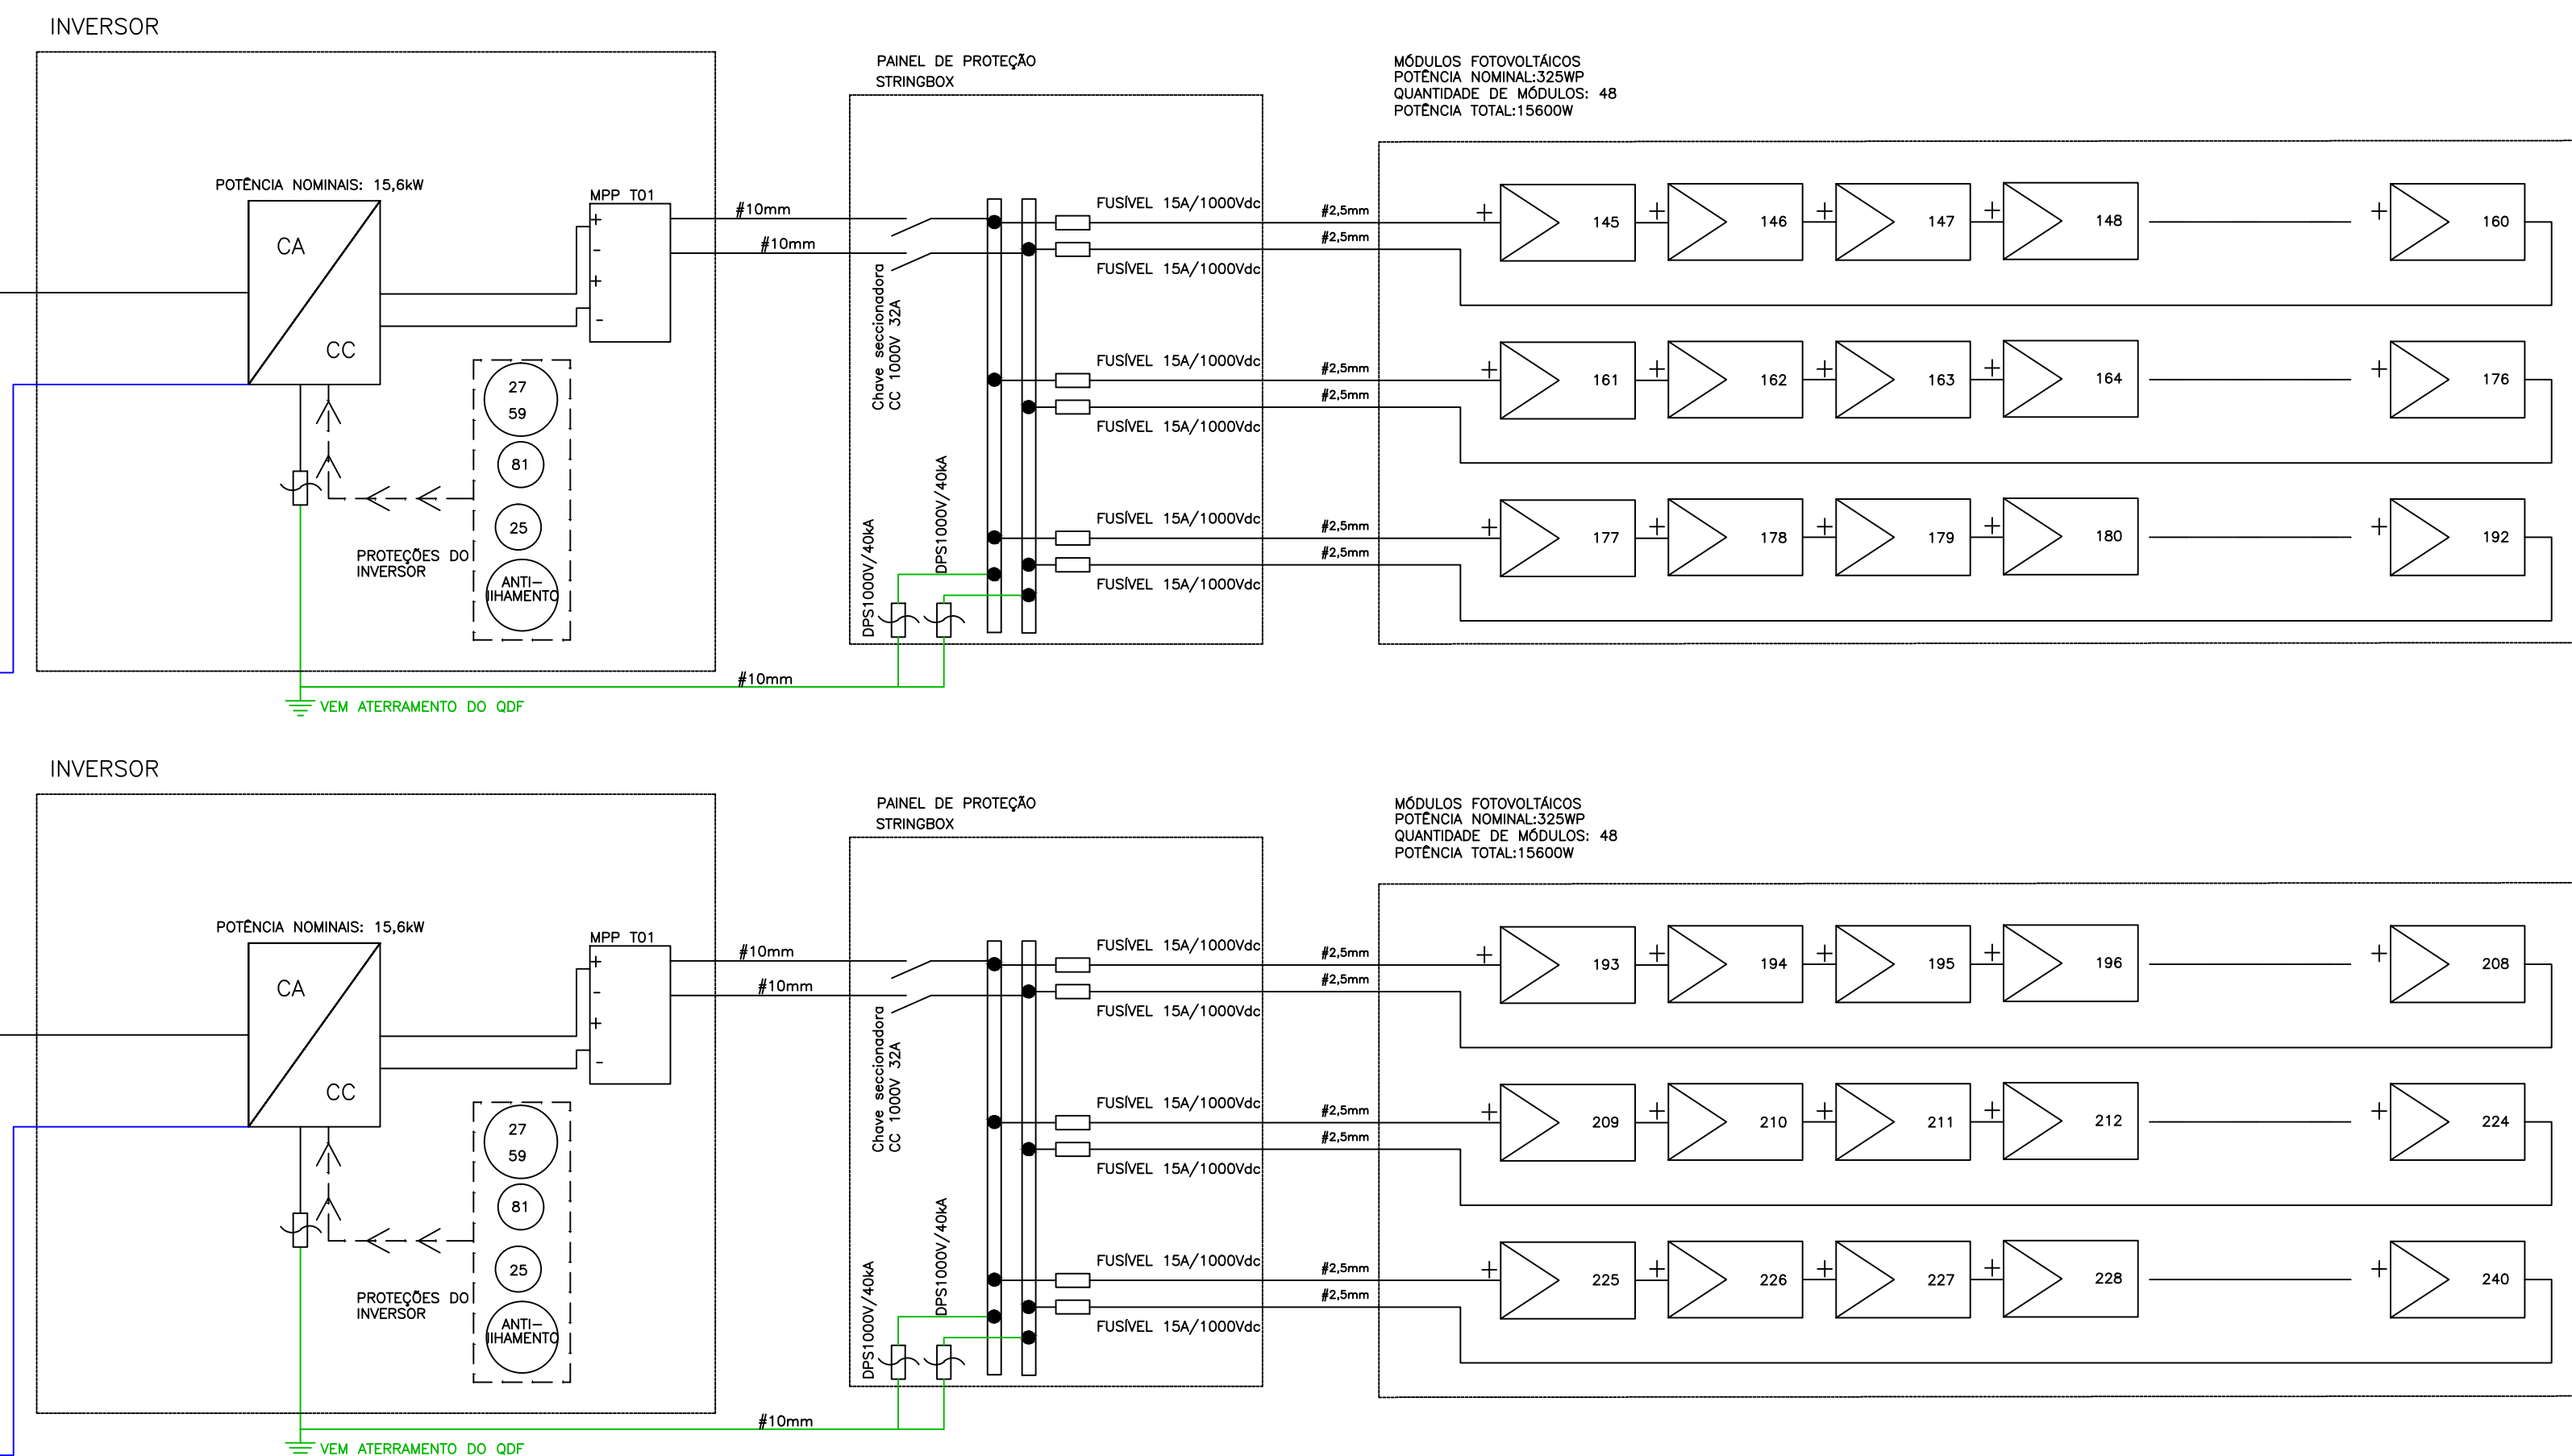 INVERSOR
POTÊNCIA NOMINAIS: 15,6kW
CA
CC
MPP T01
+
-
+
-
27
59
81
25
ANTI-
IlHAMENTO
PROTEÇÕES DO
INVERSOR
#10mm
#10mm
#10mm
VEM ATERRAMENTO DO QDF
PAINEL DE PROTEÇÃO
STRINGBOX
Chave seccionadora
CC 1000V 32A
DPS1000V/40kA
DPS1000V/40kA
FUSÍVEL 15A/1000Vdc
FUSÍVEL 15A/1000Vdc
FUSÍVEL 15A/1000Vdc
FUSÍVEL 15A/1000Vdc
FUSÍVEL 15A/1000Vdc
FUSÍVEL 15A/1000Vdc
#2,5mm
#2,5mm
#2,5mm
#2,5mm
#2,5mm
#2,5mm
MÓDULOS FOTOVOLTÁICOS
POTÊNCIA NOMINAL:325WP
QUANTIDADE DE MÓDULOS: 48
POTÊNCIA TOTAL:15600W
+ 145 + 146 + 147 + 148 + 160
+ 161 + 162 + 163 + 164 + 176
+ 177 + 178 + 179 + 180 + 192
INVERSOR
POTÊNCIA NOMINAIS: 15,6kW
CA
CC
MPP T01
+
-
+
-
27
59
81
25
ANTI-
IlHAMENTO
PROTEÇÕES DO
INVERSOR
#10mm
#10mm
#10mm
VEM ATERRAMENTO DO QDF
PAINEL DE PROTEÇÃO
STRINGBOX
Chave seccionadora
CC 1000V 32A
DPS1000V/40kA
DPS1000V/40kA
FUSÍVEL 15A/1000Vdc
FUSÍVEL 15A/1000Vdc
FUSÍVEL 15A/1000Vdc
FUSÍVEL 15A/1000Vdc
FUSÍVEL 15A/1000Vdc
FUSÍVEL 15A/1000Vdc
#2,5mm
#2,5mm
#2,5mm
#2,5mm
#2,5mm
#2,5mm
MÓDULOS FOTOVOLTÁICOS
POTÊNCIA NOMINAL:325WP
QUANTIDADE DE MÓDULOS: 48
POTÊNCIA TOTAL:15600W
+ 193 + 194 + 195 + 196 + 208
+ 209 + 210 + 211 + 212 + 224
+ 225 + 226 + 227 + 228 + 240